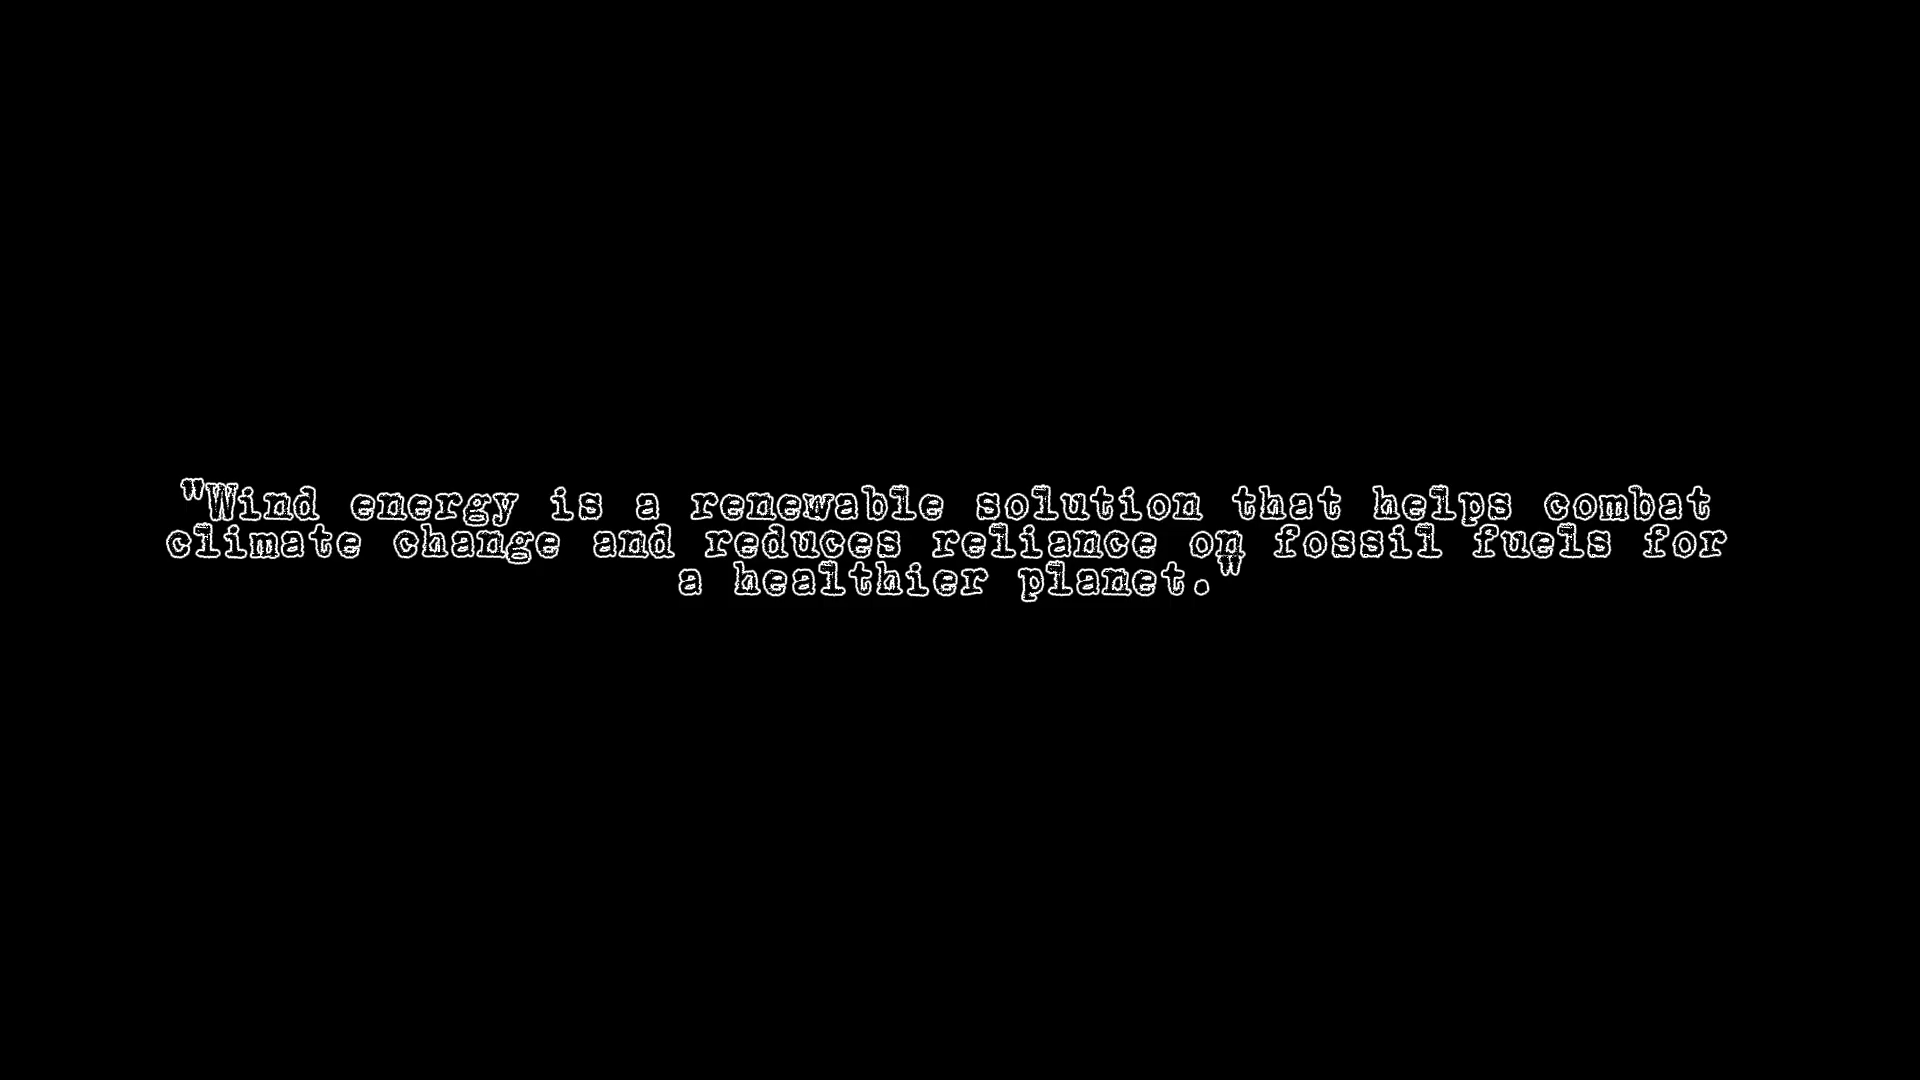 "Wind energy is a renewable solution that helps combat
climate change and reduces reliance on fossil fuels for
a healthier planet."